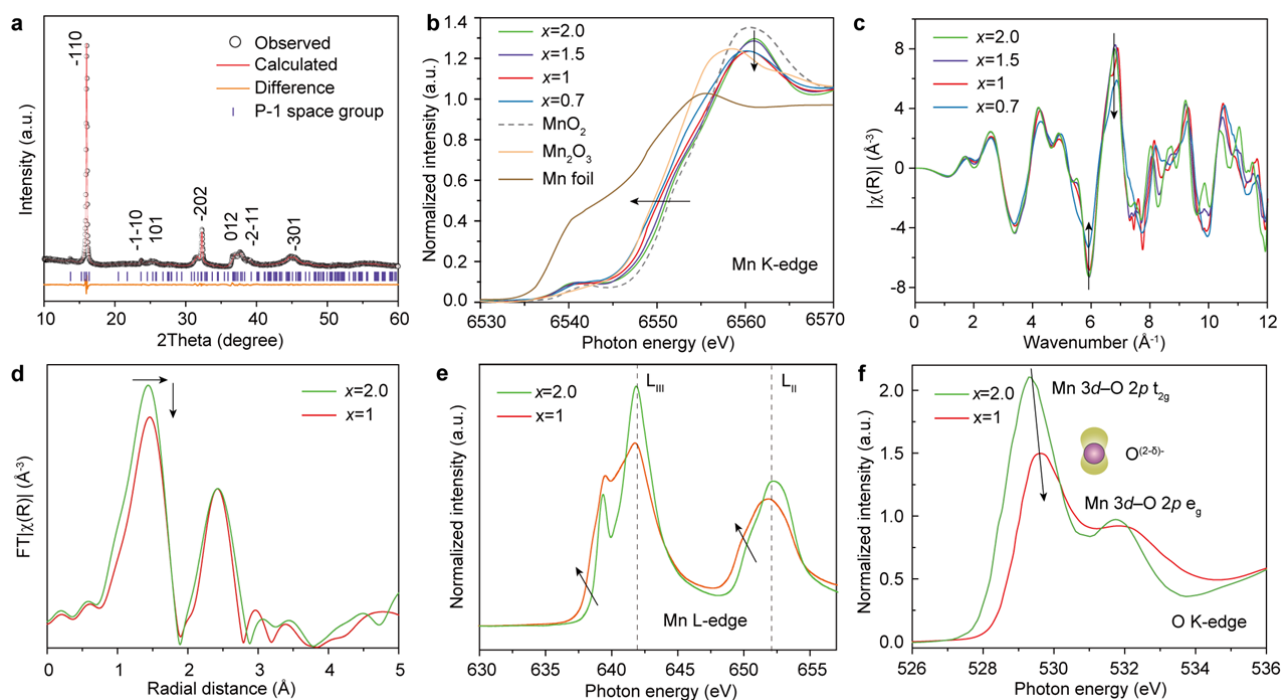 a
-110
Observed
Calculated
Difference
P-1 space group
-1-10
101
-202
012
-2-11
-301
Intensity (a.u.)
10 20 30 40 50 60
2Theta (degree)
b
1.4
1.2
1.0
0.8
0.6
0.4
0.2
0.0
x=2.0
x=1.5
x=1
x=0.7
MnO2
Mn2O3
Mn foil
Mn K-edge
Normalized intensity (a.u.)
6530 6540 6550 6560 6570
Photon energy (eV)
c
8
4
0
-4
-8
x=2.0
x=1.5
x=1
x=0.7
|χ(R)| (Å-3)
0 2 4 6 8 10 12
Wavenumber (Å-1)
d
x=2.0
x=1
FT|χ(R)| (Å-3)
0 1 2 3 4 5
Radial distance (Å)
e
x=2.0
x=1
LIII
LII
Mn L-edge
Normalized intensity (a.u.)
630 635 640 645 650 655
Photon energy (eV)
f
2.0
1.5
1.0
0.5
0.0
x=2.0
x=1
Mn 3d–O 2p t2g
O(2-δ)-
Mn 3d–O 2p eg
O K-edge
Normalized intensity (a.u.)
526 528 530 532 534 536
Photon energy (eV)